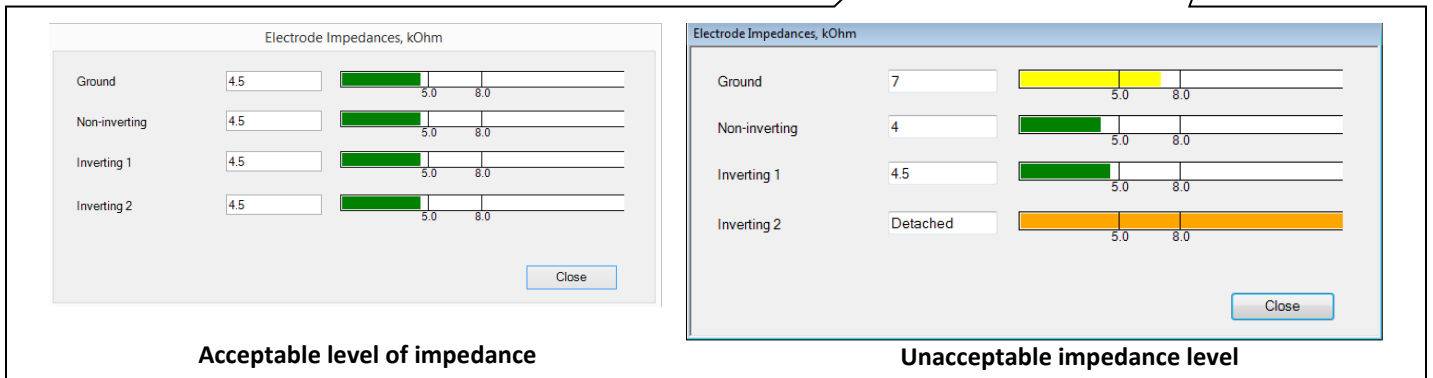 Electrode Impedances, kOhm
Ground 4.5
5.0 8.0
Non-inverting 4.5
5.0 8.0
Inverting 1 4.5
5.0 8.0
Inverting 2 4.5
5.0 8.0
Close
Acceptable level of impedance
Electrode Impedances, kOhm
Ground 7
5.0 8.0
Non-inverting 4
5.0 8.0
Inverting 1 4.5
5.0 8.0
Inverting 2 Detached
5.0 8.0
Close
Unacceptable impedance level